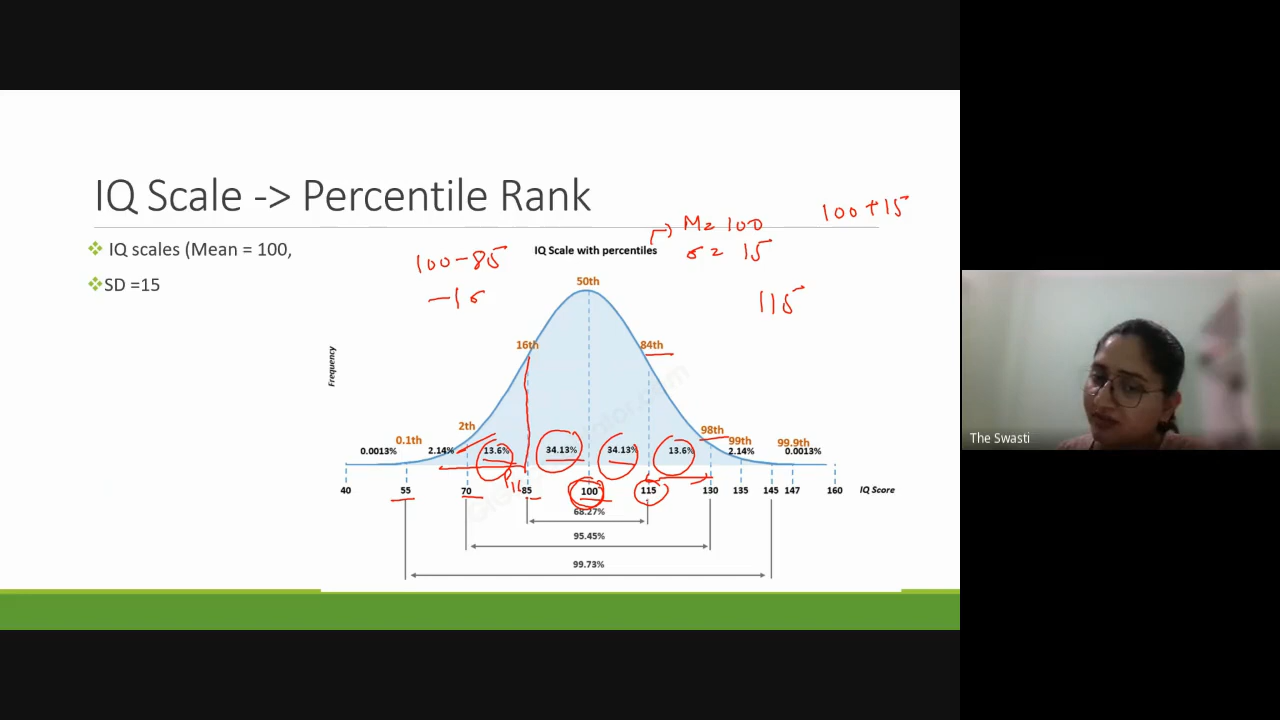 IQ Scale -> Percentile Rank
100+15
M= 100
IQ scales (Mean = 100,
100-85
IQ Scale with percentiles
σ= 15
SD =15
50th
-1σ
115
16th
84th
Frequency
2th
98th
0.1th
99th
99.9th
0.0013% 2.14% 13.6% 34.13% 34.13% 13.6% 2.14% 0.0013%
P16
40 55 70 85 100 115 130 135 145 147 160 IQ Score
68.27%
95.45%
99.73%
The Swasti